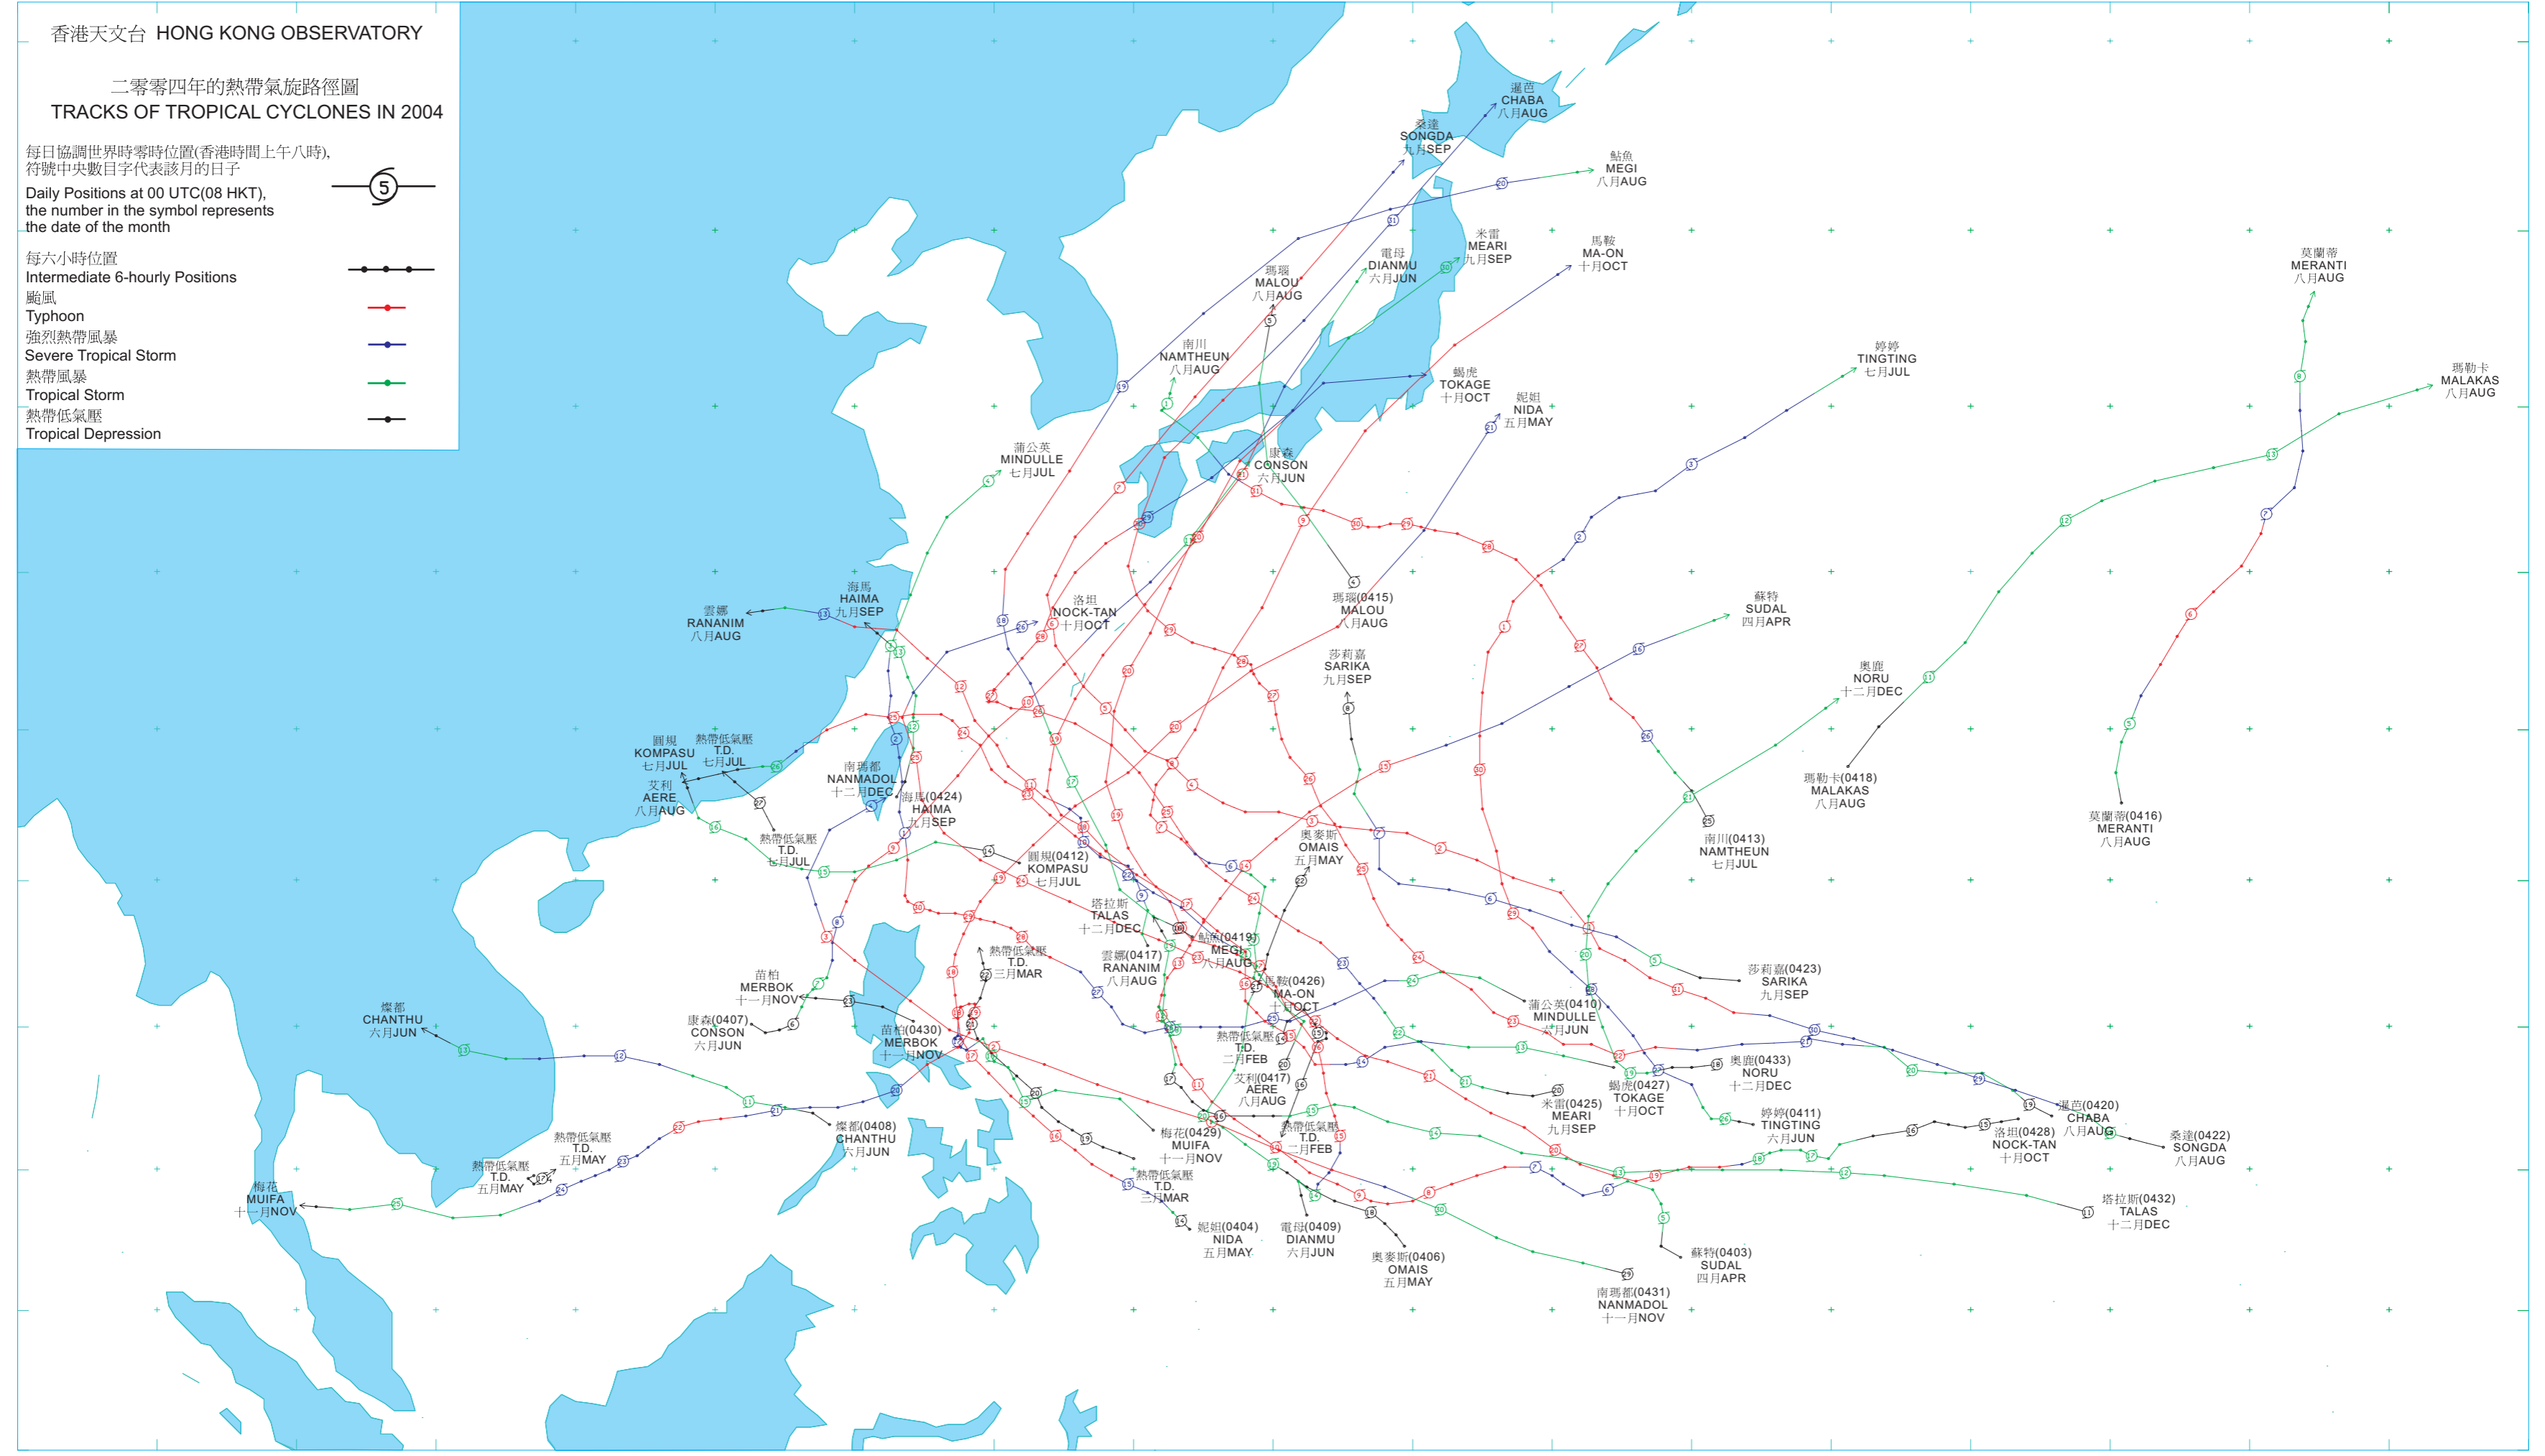 香港天文台 HONG KONG OBSERVATORY
二零零四年的熱帶氣旋路徑圖
TRACKS OF TROPICAL CYCLONES IN 2004
每日協調世界時零時位置(香港時間上午八時),
符號中央數目字代表該月的日子
Daily Positions at 00 UTC(08 HKT),
the number in the symbol represents
the date of the month
5
每六小時位置
Intermediate 6-hourly Positions
颱風
Typhoon
強烈熱帶風暴
Severe Tropical Storm
熱帶風暴
Tropical Storm
熱帶低氣壓
Tropical Depression
暹芭
CHABA
八月AUG
桑達
SONGDA
九月SEP
鮎魚
MEGI
八月AUG
米雷
MEARI
九月SEP
馬鞍
MA-ON
十月OCT
電母
DIANMU
六月JUN
瑪瑙
MALOU
八月AUG
莫蘭蒂
MERANTI
八月AUG
南川
NAMTHEUN
八月AUG
婷婷
TINGTING
七月JUL
瑪勒卡
MALAKAS
八月AUG
蝎虎
TOKAGE
十月OCT
妮妲
NIDA
五月MAY
蒲公英
MINDULLE
七月JUL
康森
CONSON
六月JUN
海馬
HAIMA
九月SEP
雲娜
RANANIM
八月AUG
洛坦
NOCK-TAN
十月OCT
瑪瑙(0415)
MALOU
八月AUG
蘇特
SUDAL
四月APR
莎莉嘉
SARIKA
九月SEP
奧鹿
NORU
十二月DEC
圓規
KOMPASU
七月JUL
熱帶低氣壓
T.D.
七月JUL
艾利
AERE
八月AUG
南瑪都
NANMADOL
十二月DEC
海馬(0424)
HAIMA
九月SEP
瑪勒卡(0418)
MALAKAS
八月AUG
莫蘭蒂(0416)
MERANTI
八月AUG
熱帶低氣壓
T.D.
七月JUL
奧麥斯
OMAIS
五月MAY
南川(0413)
NAMTHEUN
七月JUL
圓規(0412)
KOMPASU
七月JUL
塔拉斯
TALAS
十二月DEC
鮎魚(0419)
MEGI
八月AUG
雲娜(0417)
RANANIM
八月AUG
熱帶低氣壓
T.D.
三月MAR
苗柏
MERBOK
十一月NOV
馬鞍(0426)
MA-ON
十月OCT
莎莉嘉(0423)
SARIKA
九月SEP
蒲公英(0410)
MINDULLE
六月JUN
燦都
CHANTHU
六月JUN
康森(0407)
CONSON
六月JUN
苗柏(0430)
MERBOK
十一月NOV
熱帶低氣壓
T.D.
二月FEB
艾利(0417)
AERE
八月AUG
奧鹿(0433)
NORU
十二月DEC
蝎虎(0427)
TOKAGE
十月OCT
米雷(0425)
MEARI
九月SEP
婷婷(0411)
TINGTING
六月JUN
暹芭(0420)
CHABA
八月AUG
洛坦(0428)
NOCK-TAN
十月OCT
桑達(0422)
SONGDA
八月AUG
燦都(0408)
CHANTHU
六月JUN
梅花(0429)
MUIFA
十一月NOV
熱帶低氣壓
T.D.
二月FEB
熱帶低氣壓
T.D.
五月MAY
熱帶低氣壓
T.D.
五月MAY
梅花
MUIFA
十一月NOV
熱帶低氣壓
T.D.
三月MAR
妮妲(0404)
NIDA
五月MAY
電母(0409)
DIANMU
六月JUN
奧麥斯(0406)
OMAIS
五月MAY
塔拉斯(0432)
TALAS
十二月DEC
蘇特(0403)
SUDAL
四月APR
南瑪都(0431)
NANMADOL
十一月NOV